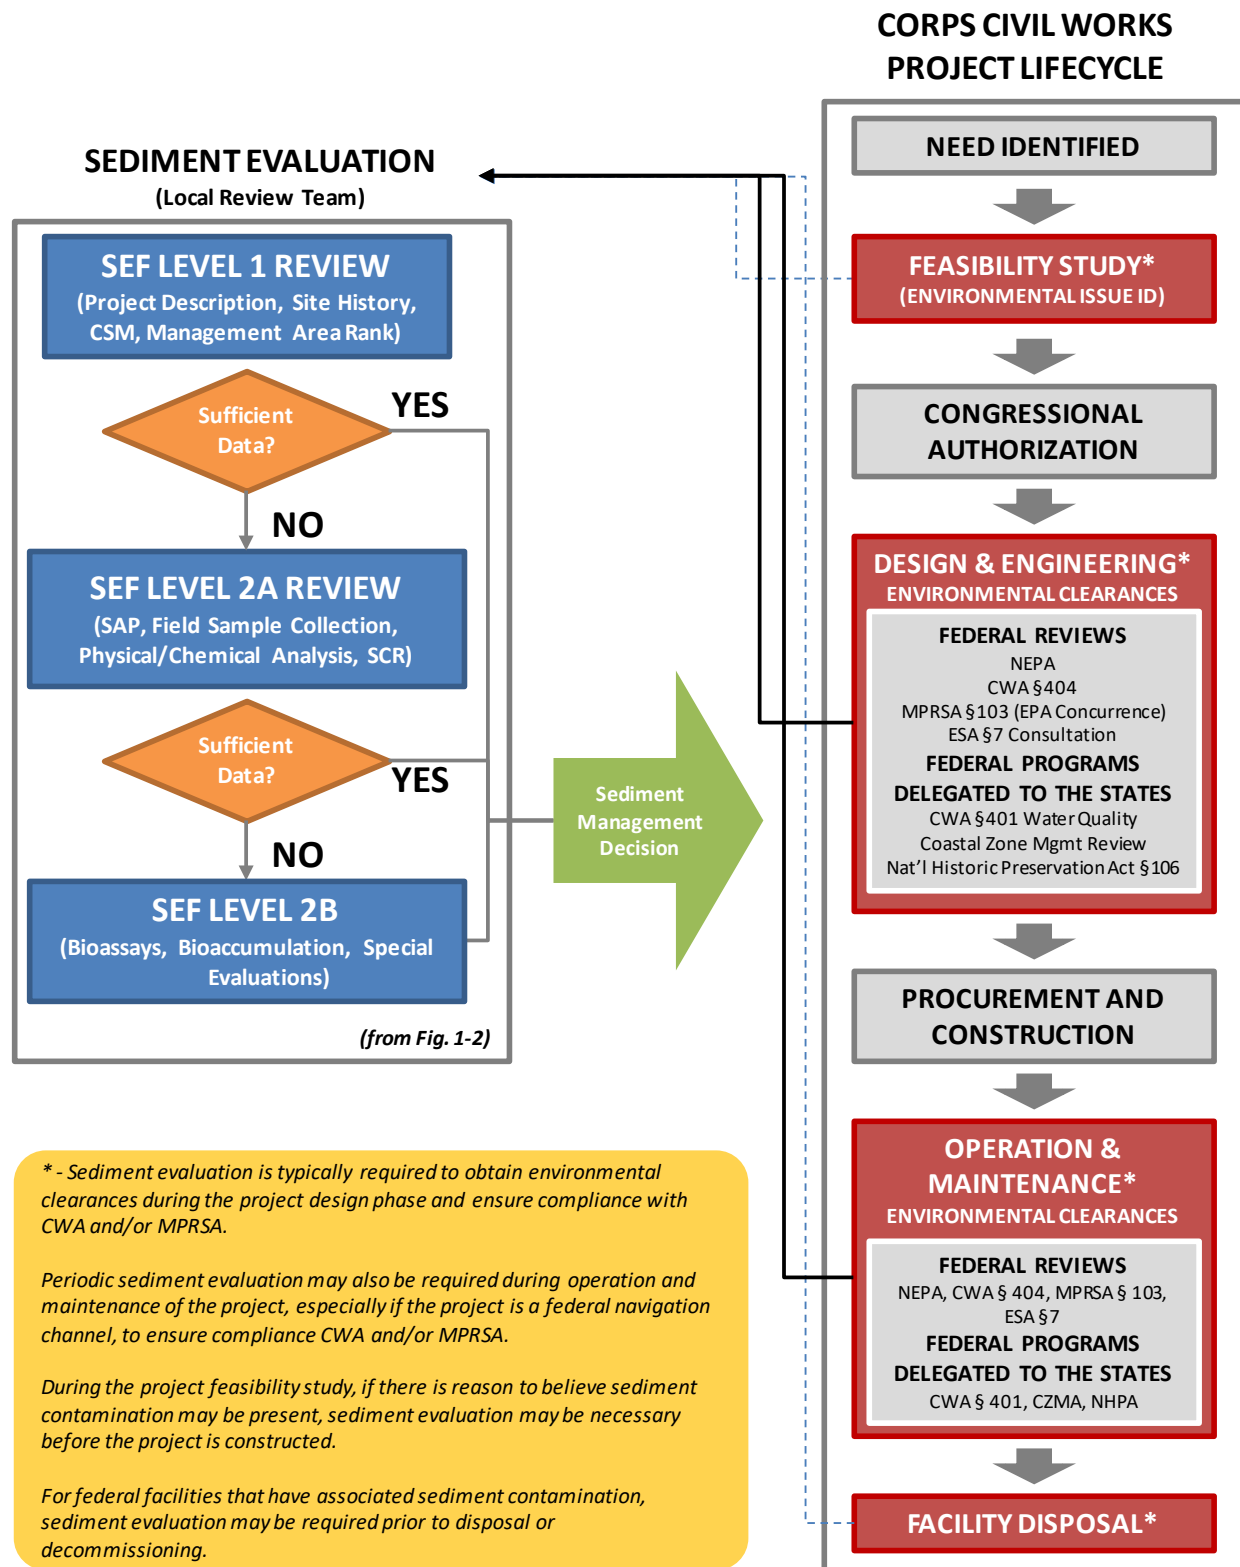 CORPS CIVIL WORKS
PROJECT LIFECYCLE
SEDIMENT EVALUATION
(Local Review Team)
SEF LEVEL 1 REVIEW
(Project Description, Site History,
CSM, Management Area Rank)
Sufficient
Data?
YES
NO
SEF LEVEL 2A REVIEW
(SAP, Field Sample Collection,
Physical/Chemical Analysis, SCR)
Sufficient
Data?
YES
NO
SEF LEVEL 2B
(Bioassays, Bioaccumulation, Special
Evaluations)
(from Fig. 1-2)
Sediment
Management
Decision
NEED IDENTIFIED
FEASIBILITY STUDY*
(ENVIRONMENTAL ISSUE ID)
CONGRESSIONAL
AUTHORIZATION
DESIGN & ENGINEERING*
ENVIRONMENTAL CLEARANCES
FEDERAL REVIEWS
NEPA
CWA §404
MPRSA §103 (EPA Concurrence)
ESA §7 Consultation
FEDERAL PROGRAMS
DELEGATED TO THE STATES
CWA §401 Water Quality
Coastal Zone Mgmt Review
Nat'l Historic Preservation Act §106
PROCUREMENT AND
CONSTRUCTION
OPERATION &
MAINTENANCE*
ENVIRONMENTAL CLEARANCES
FEDERAL REVIEWS
NEPA, CWA § 404, MPRSA § 103,
ESA §7
FEDERAL PROGRAMS
DELEGATED TO THE STATES
CWA § 401, CZMA, NHPA
FACILITY DISPOSAL*
* - Sediment evaluation is typically required to obtain environmental
clearances during the project design phase and ensure compliance with
CWA and/or MPRSA.
Periodic sediment evaluation may also be required during operation and
maintenance of the project, especially if the project is a federal navigation
channel, to ensure compliance CWA and/or MPRSA.
During the project feasibility study, if there is reason to believe sediment
contamination may be present, sediment evaluation may be necessary
before the project is constructed.
For federal facilities that have associated sediment contamination,
sediment evaluation may be required prior to disposal or
decommissioning.